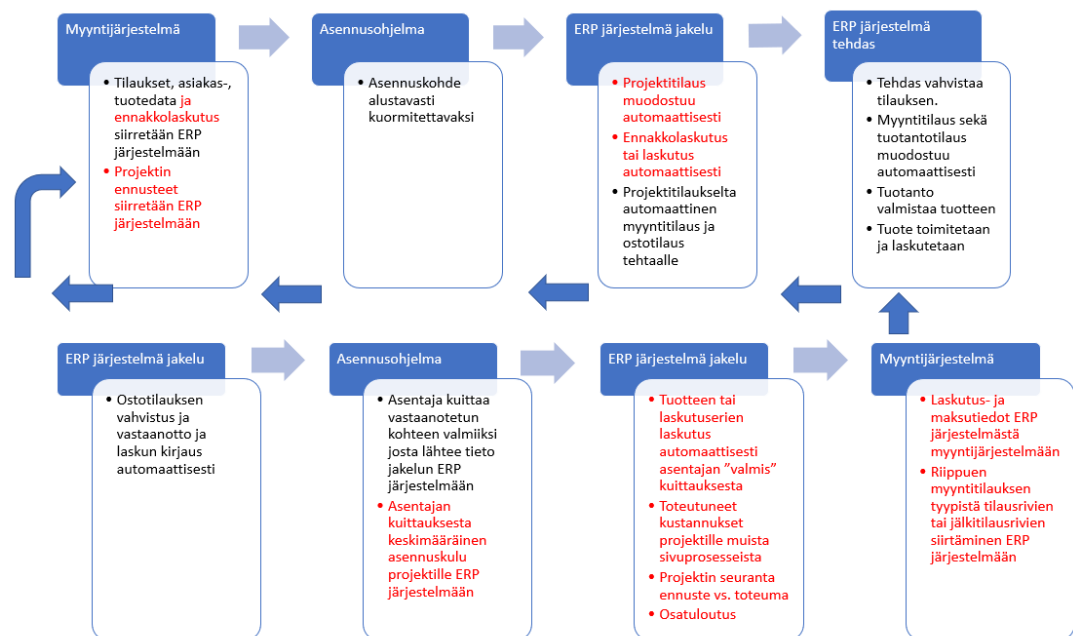 Myyntijärjestelmä
• Tilaukset, asiakas-,
tuotedata ja
ennakkolaskutus
siirretään ERP
järjestelmään
• Projektin
ennusteet
siirretään ERP
järjestelmään
Asennusohjelma
• Asennuskohde
alustavasti
kuormitettavaksi
ERP järjestelmä jakelu
• Projektitilaus
muodostuu
automaattisesti
• Ennakkolaskutus
tai laskutus
automaattisesti
• Projektitilaukselta
automaattinen
myyntitilaus ja
ostotilaus
tehtaalle
ERP järjestelmä
tehdas
• Tehdas vahvistaa
tilauksen.
• Myyntitilaus sekä
tuotantotilaus
muodostuu
automaattisesti
• Tuotanto
valmistaa tuotteen
• Tuote toimitetaan
ja laskutetaan
ERP järjestelmä jakelu
• Ostotilauksen
vahvistus ja
vastaanotto ja
laskun kirjaus
automaattisesti
Asennusohjelma
• Asentaja kuittaa
vastaanotetun
kohteen valmiiksi
josta lähtee tieto
jakelun ERP
järjestelmään
• Asentajan
kuittauksesta
keskimääräinen
asennuskulu
projektille ERP
järjestelmään
ERP järjestelmä jakelu
• Tuotteen tai
laskutuserien
laskutus
automaattisesti
asentajan ”valmis”
kuittauksesta
• Toteutuneet
kustannukset
projektille muista
sivuprosesseista
• Projektin seuranta
ennuste vs. toteuma
• Osatuloutus
Myyntijärjestelmä
• Laskutus- ja
maksutiedot ERP
järjestelmästä
myyntijärjestelmään
• Riippuen
myyntitilauksen
tyypistä tilausrivien
tai jälkitilausrivien
siirtäminen ERP
järjestelmään